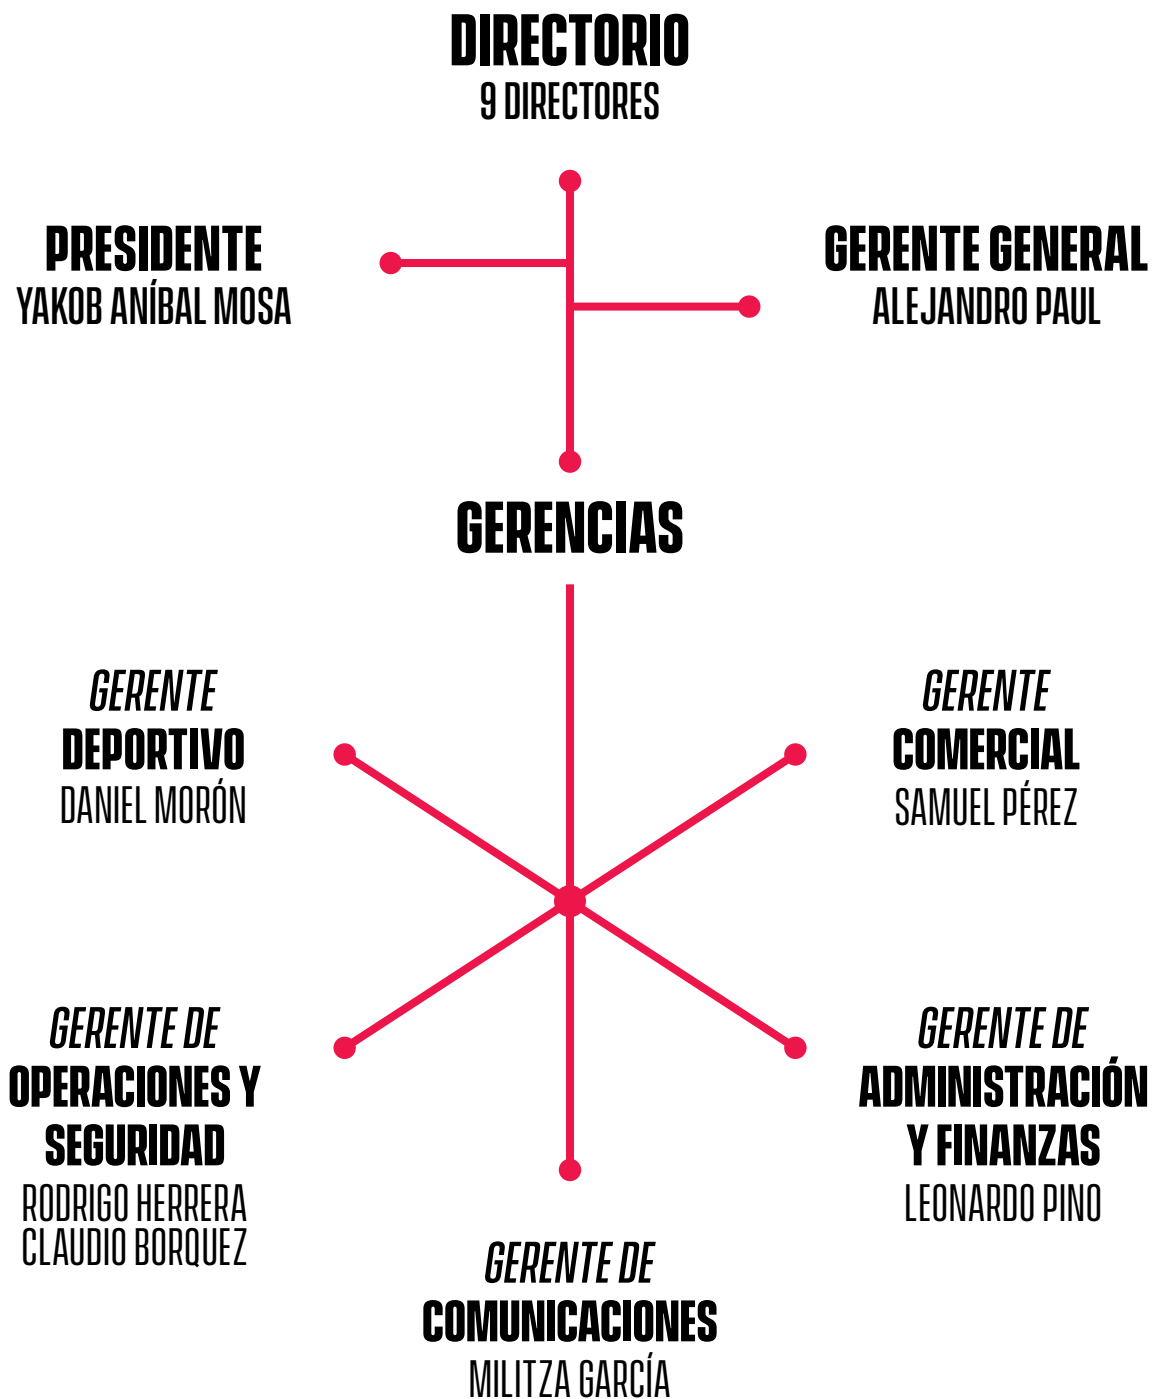 DIRECTORIO
9 DIRECTORES
PRESIDENTE
YAKOB ANÍBAL MOSA
GERENTE GENERAL
ALEJANDRO PAUL
GERENCIAS
GERENTE
DEPORTIVO
DANIEL MORÓN
GERENTE
COMERCIAL
SAMUEL PÉREZ
GERENTE DE
OPERACIONES Y
SEGURIDAD
RODRIGO HERRERA
CLAUDIO BORQUEZ
GERENTE DE
ADMINISTRACIÓN
Y FINANZAS
LEONARDO PINO
GERENTE DE
COMUNICACIONES
MILITZA GARCÍA